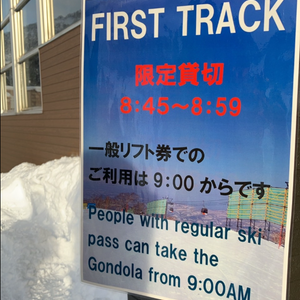 FIRST TRACK
限定貸切
8:45～8:59
一般リフト券での
ご利用は9:00からです
People with regular ski
pass can take the
Gondola from 9:00AM